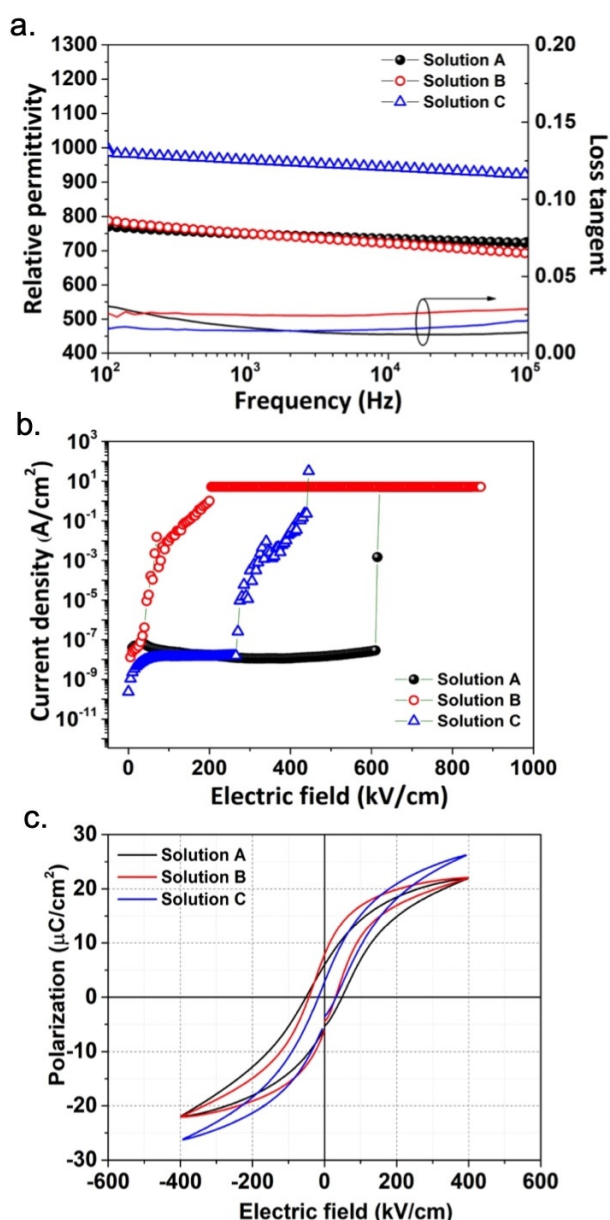 a.
1300
1200
1100
1000
900
800
700
600
500
400
Relative permittivity
Solution A
Solution B
Solution C
0.20
0.15
0.10
0.05
0.00
Loss tangent
10² 10³ 10⁴ 10⁵
Frequency (Hz)
b.
10³
10¹
10⁻¹
10⁻³
10⁻⁵
10⁻⁷
10⁻⁹
10⁻¹¹
Current density (A/cm²)
Solution A
Solution B
Solution C
0 200 400 600 800 1000
Electric field (kV/cm)
c.
30
20
10
0
-10
-20
-30
Polarization (μC/cm²)
Solution A
Solution B
Solution C
-600 -400 -200 0 200 400 600
Electric field (kV/cm)